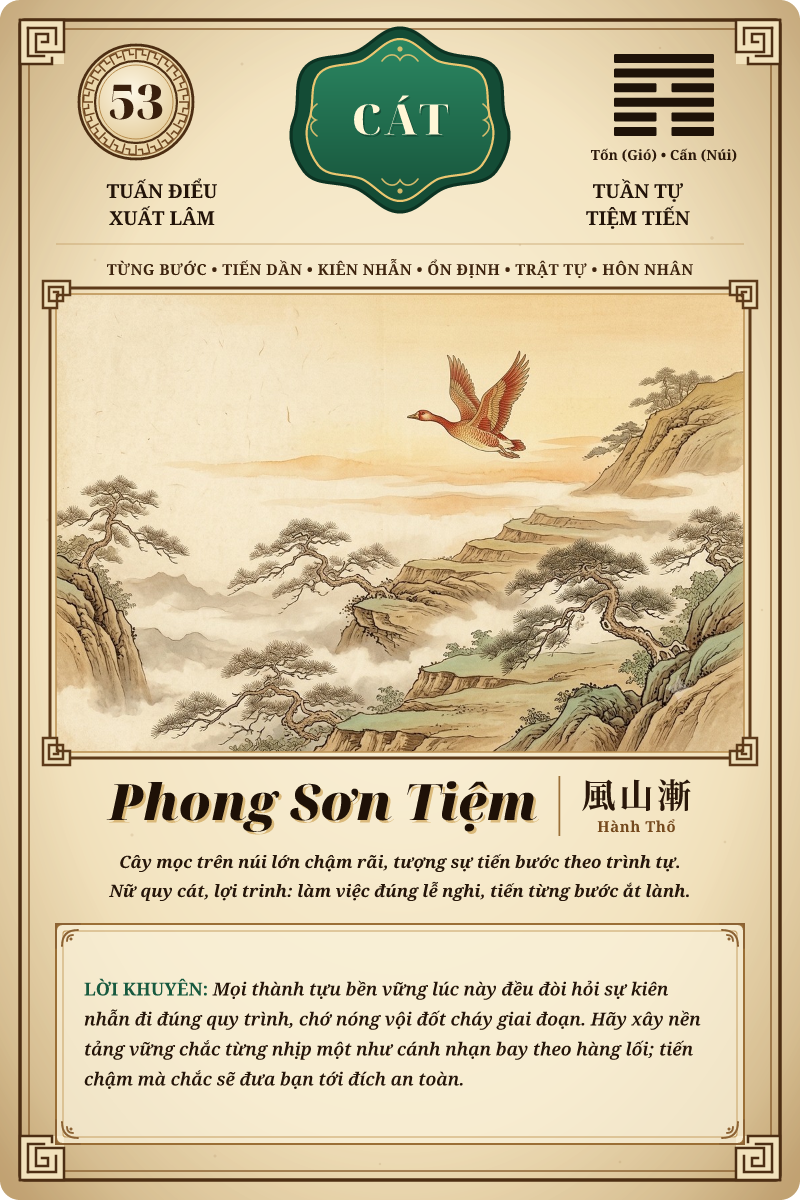 53
CÁT
Tốn (Gió) • Cấn (Núi)
TUẤN ĐIỂU
XUẤT LÂM
TUẦN TỰ
TIỆM TIẾN
TỪNG BƯỚC • TIẾN DẦN • KIÊN NHẪN • ỔN ĐỊNH • TRẬT TỰ • HÔN NHÂN
Phong Sơn Tiệm
風山漸
Hành Thổ
Cây mọc trên núi lớn chậm rãi, tượng sự tiến bước theo trình tự.
Nữ quy cát, lợi trinh: làm việc đúng lễ nghi, tiến từng bước ắt lành.
LỜI KHUYÊN: Mọi thành tựu bền vững lúc này đều đòi hỏi sự kiên
nhẫn đi đúng quy trình, chớ nóng vội đốt cháy giai đoạn. Hãy xây nền
tảng vững chắc từng nhịp một như cánh nhạn bay theo hàng lối; tiến
chậm mà chắc sẽ đưa bạn tới đích an toàn.